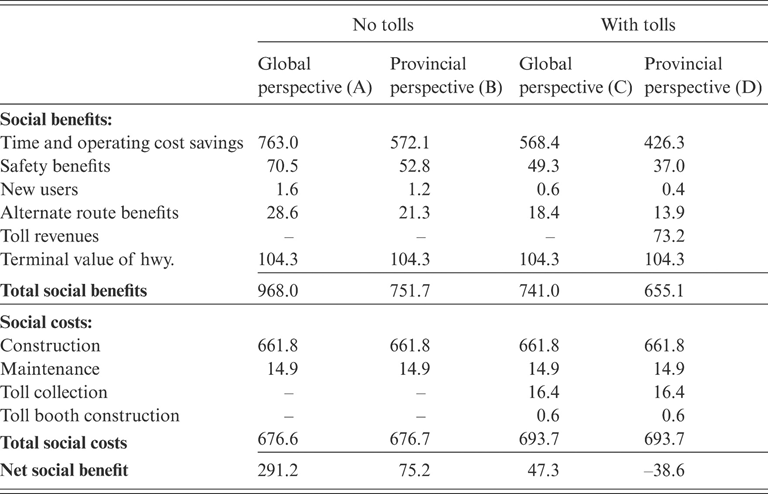 No tolls With tolls
Global Provincial Global Provincial
perspective (A) perspective (B) perspective (C) perspective (D)
Social benefits:
Time and operating cost savings 763.0 572.1 568.4 426.3
Safety benefits 70.5 52.8 49.3 37.0
New users 1.6 1.2 0.6 0.4
Alternate route benefits 28.6 21.3 18.4 13.9
Toll revenues – – – 73.2
Terminal value of hwy. 104.3 104.3 104.3 104.3
Total social benefits 968.0 751.7 741.0 655.1
Social costs:
Construction 661.8 661.8 661.8 661.8
Maintenance 14.9 14.9 14.9 14.9
Toll collection – – 16.4 16.4
Toll booth construction – – 0.6 0.6
Total social costs 676.6 676.7 693.7 693.7
Net social benefit 291.2 75.2 47.3 –38.6